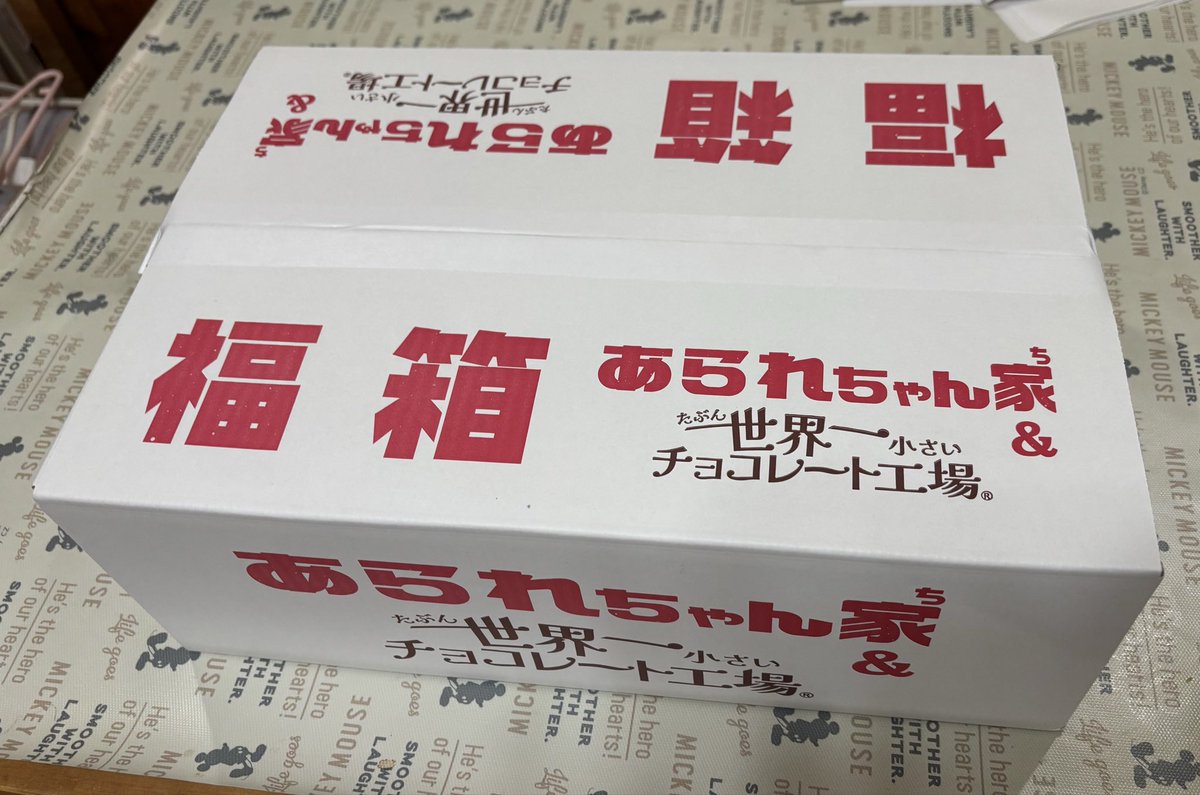 福 箱
あられちゃん家ち
&
たぶん
世界一小さい
チョコレート工場®
福 箱
あられちゃん家ち
&
たぶん
世界一小さい
チョコレート工場®
あられちゃん家ち
&
たぶん
世界一小さい
チョコレート工場®
MICKEY MOUSE
SMOOTHER
WITH
LAUGHTER.
He's the hero
of our hearts!
Life goes